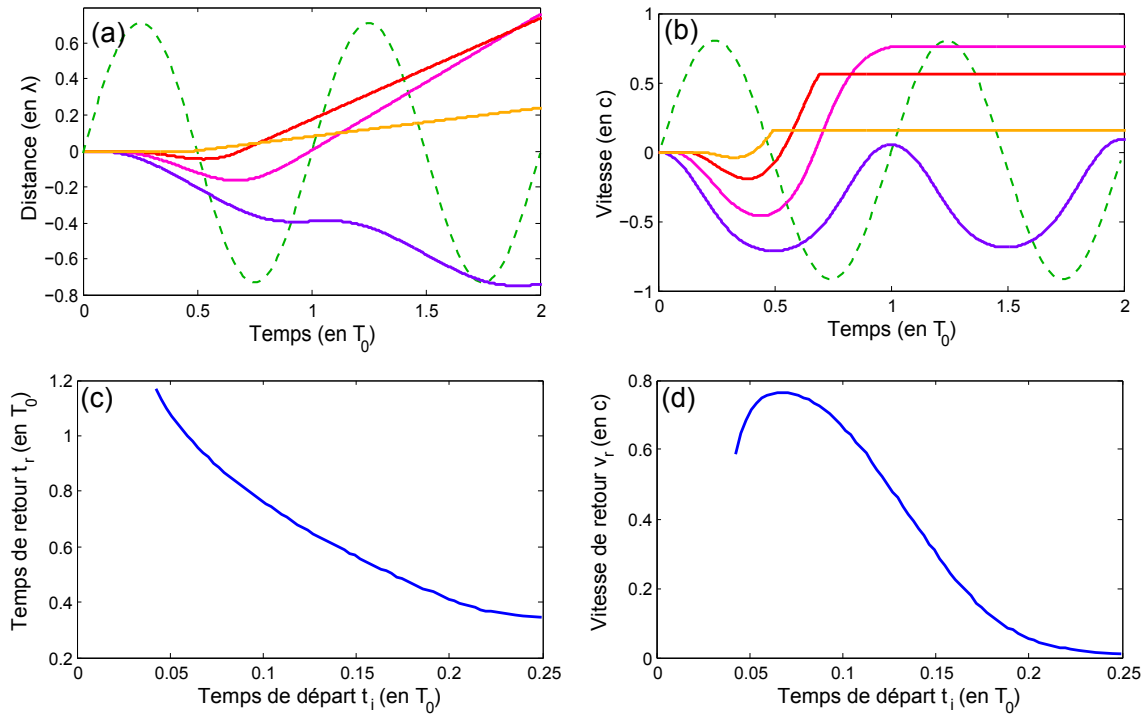 (a)
Distance (en λ)
0.6
0.4
0.2
0
−0.2
−0.4
−0.6
−0.8
0 0.5 1 1.5 2
Temps (en T0)
(b)
Vitesse (en c)
1
0.5
0
−0.5
−1
0 0.5 1 1.5 2
Temps (en T0)
(c)
Temps de retour tr (en T0)
1.2
1
0.8
0.6
0.4
0.2
0 0.05 0.1 0.15 0.2 0.25
Temps de départ ti (en T0)
(d)
Vitesse de retour vr (en c)
0.8
0.6
0.4
0.2
0
0 0.05 0.1 0.15 0.2 0.25
Temps de départ ti (en T0)